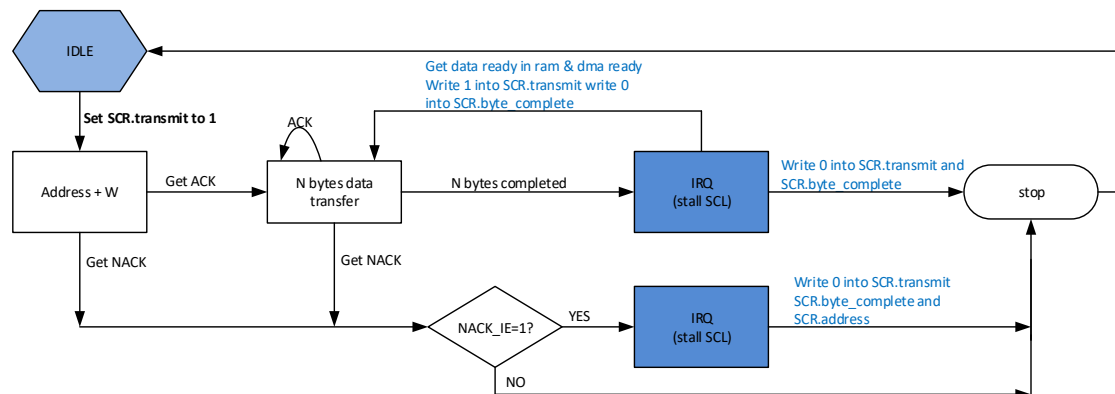 IDLE
Get data ready in ram & dma ready
Write 1 into SCR.transmit write 0
into SCR.byte_complete
Set SCR.transmit to 1
ACK
Address + W
Get ACK
N bytes data
transfer
N bytes completed
IRQ
(stall SCL)
Write 0 into SCR.transmit and
SCR.byte_complete
stop
Get NACK
Get NACK
NACK_IE=1?
YES
IRQ
(stall SCL)
Write 0 into SCR.transmit
SCR.byte_complete and
SCR.address
NO